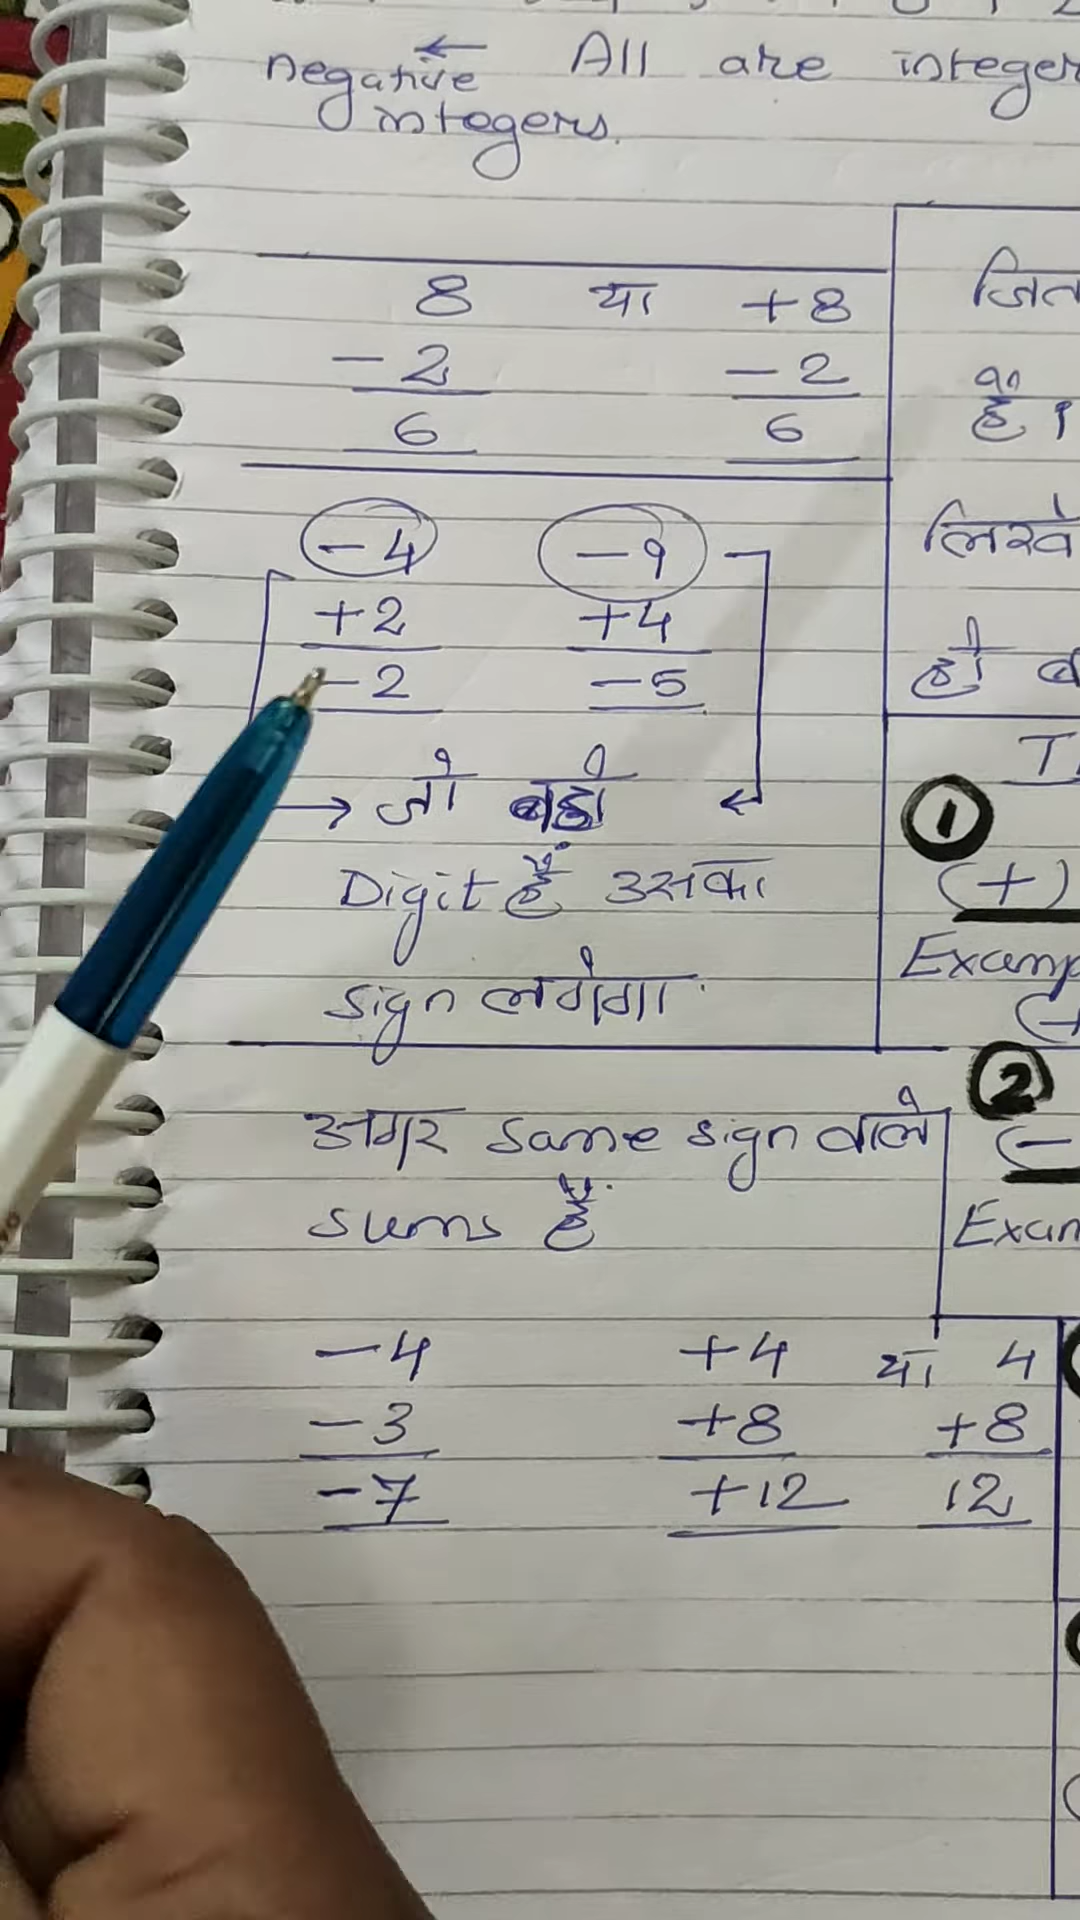 negative ← All are integer
integers.
8 या +8
- 2 - 2
6 6
- 4 - 9
+2 +4
- 2 - 5
→ जो बड़ी ←
Digit हैं उसका
sign लगेगा.
अगर same sign वाले
sums हैं
- 4 +4 या 4
- 3 +8 +8
- 7 +12 12
हैं।
लिखे
हो
①
(+)
Examp
②
(-
Exam